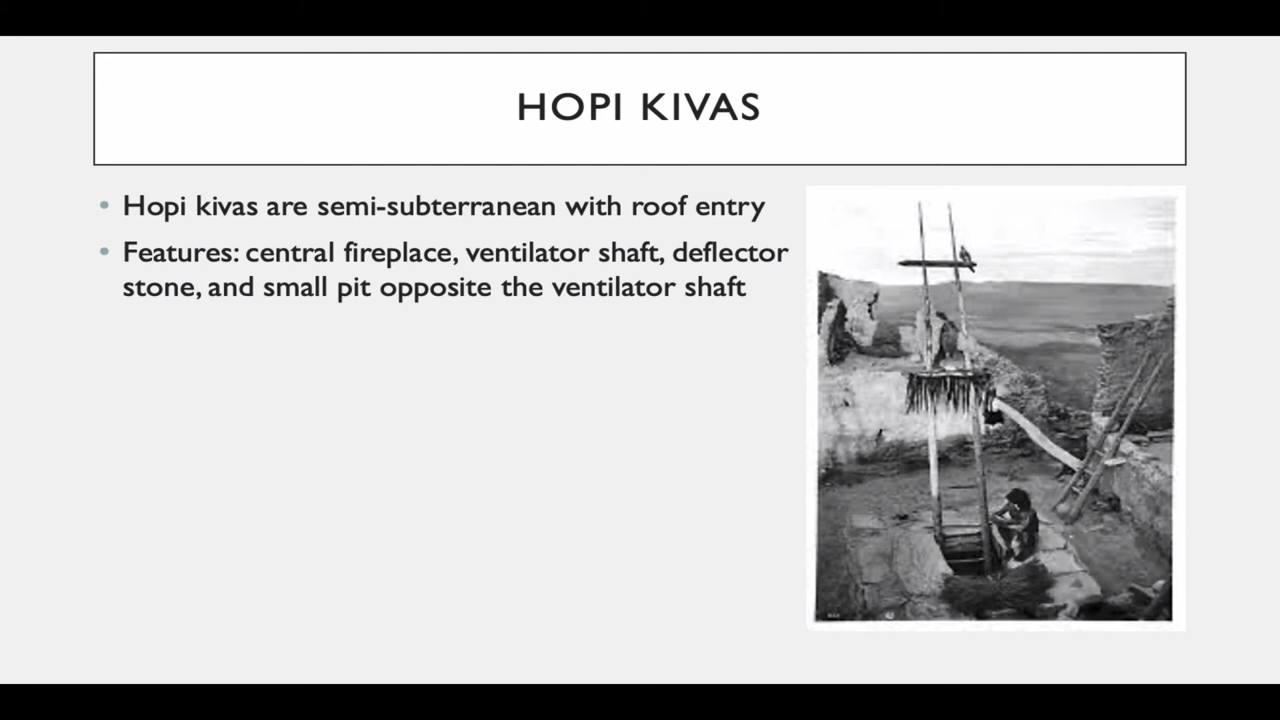 HOPI KIVAS
• Hopi kivas are semi-subterranean with roof entry
• Features: central fireplace, ventilator shaft, deflector
stone, and small pit opposite the ventilator shaft